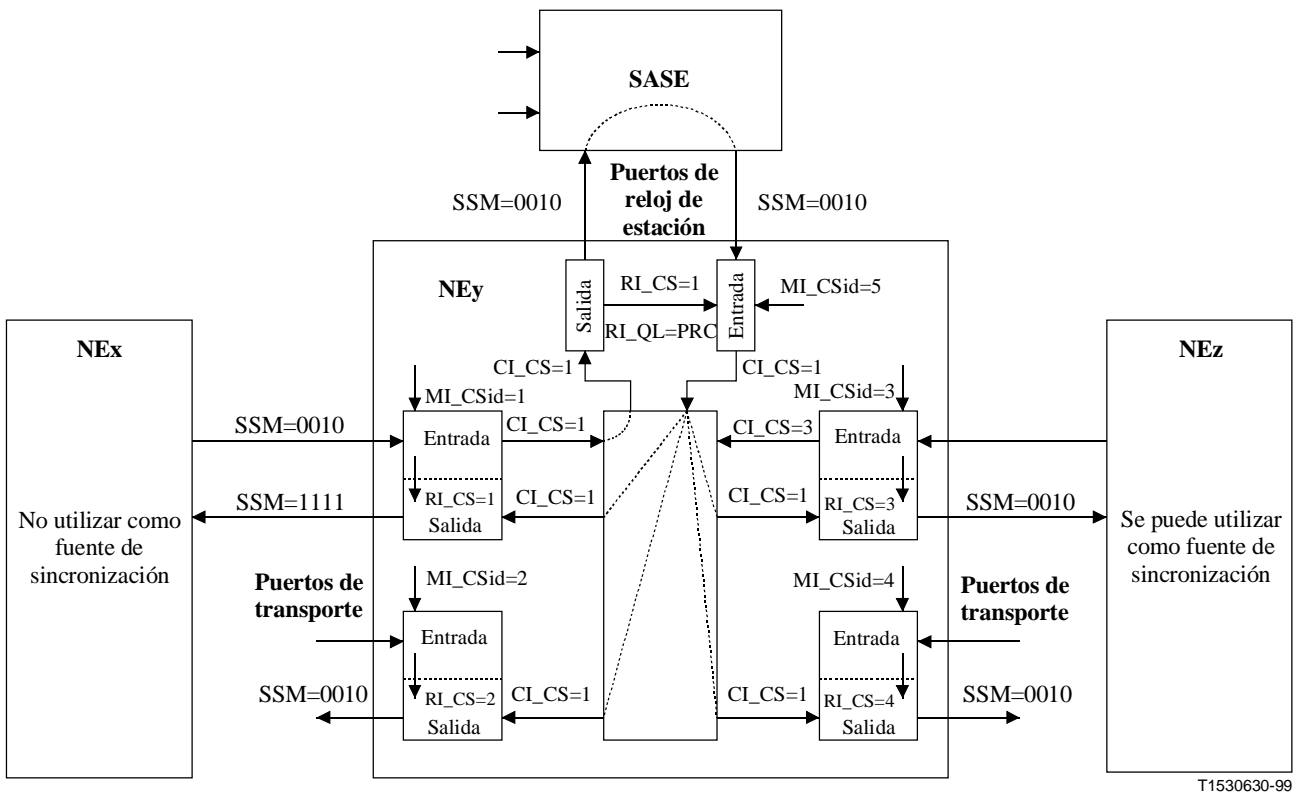 SASE
Puertos de
reloj de
estación
SSM=0010
SSM=0010
NEy
Salida
RI_CS=1
RI_QL=PRC
Entrada
MI_CSid=5
NEx
NEz
CI_CS=1
CI_CS=1
MI_CSid=1
MI_CSid=3
SSM=0010
Entrada
CI_CS=1
CI_CS=3
Entrada
SSM=1111
RI_CS=1
Salida
CI_CS=1
CI_CS=1
RI_CS=3
Salida
SSM=0010
No utilizar como
fuente de
sincronización
Se puede utilizar
como fuente de
sincronización
Puertos de
transporte
MI_CSid=2
MI_CSid=4
Puertos de
transporte
Entrada
Entrada
SSM=0010
RI_CS=2
Salida
CI_CS=1
CI_CS=1
RI_CS=4
Salida
SSM=0010
T1530630-99